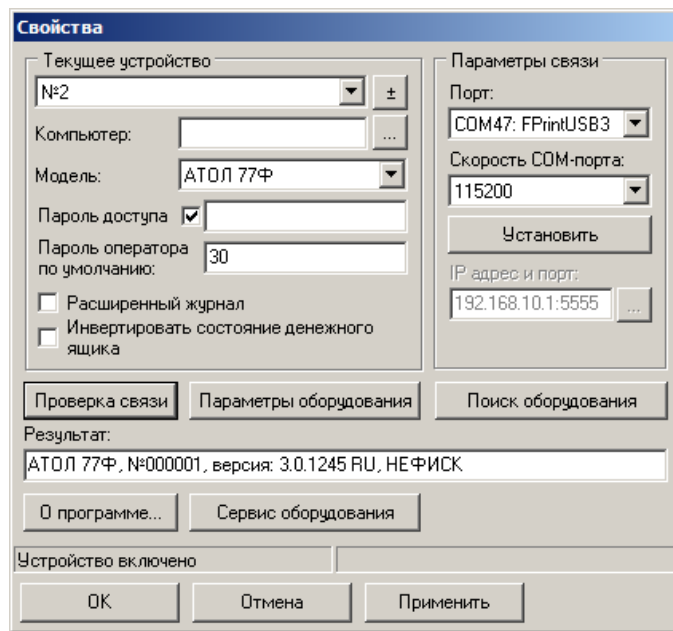 Свойства
Текущее устройство
№2
±
Компьютер:
...
Модель:
АТОЛ 77Ф
Пароль доступа
Пароль оператора
по умолчанию:
30
Расширенный журнал
Инвертировать состояние денежного
ящика
Параметры связи
Порт:
COM47: FPrintUSB3
Скорость COM-порта:
115200
Установить
IP адрес и порт:
192.168.10.1:5555
...
Проверка связи
Параметры оборудования
Поиск оборудования
Результат:
АТОЛ 77Ф, №000001, версия: 3.0.1245 RU, НЕФИСК
О программе...
Сервис оборудования
Устройство включено
OK
Отмена
Применить